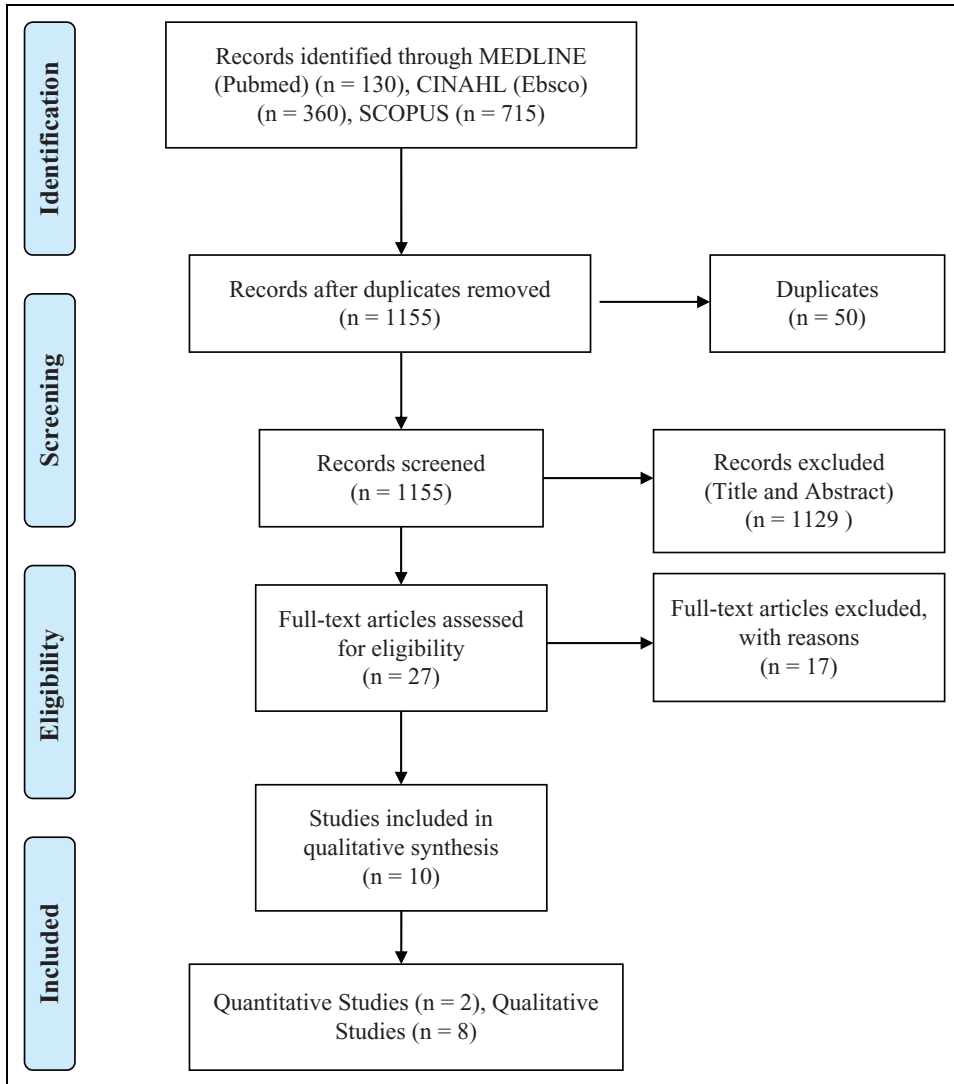 Identification
Records identified through MEDLINE
(Pubmed) (n = 130), CINAHL (Ebsco)
(n = 360), SCOPUS (n = 715)
Screening
Records after duplicates removed
(n = 1155)
Duplicates
(n = 50)
Records screened
(n = 1155)
Records excluded
(Title and Abstract)
(n = 1129 )
Eligibility
Full-text articles assessed
for eligibility
(n = 27)
Full-text articles excluded,
with reasons
(n = 17)
Included
Studies included in
qualitative synthesis
(n = 10)
Quantitative Studies (n = 2), Qualitative
Studies (n = 8)